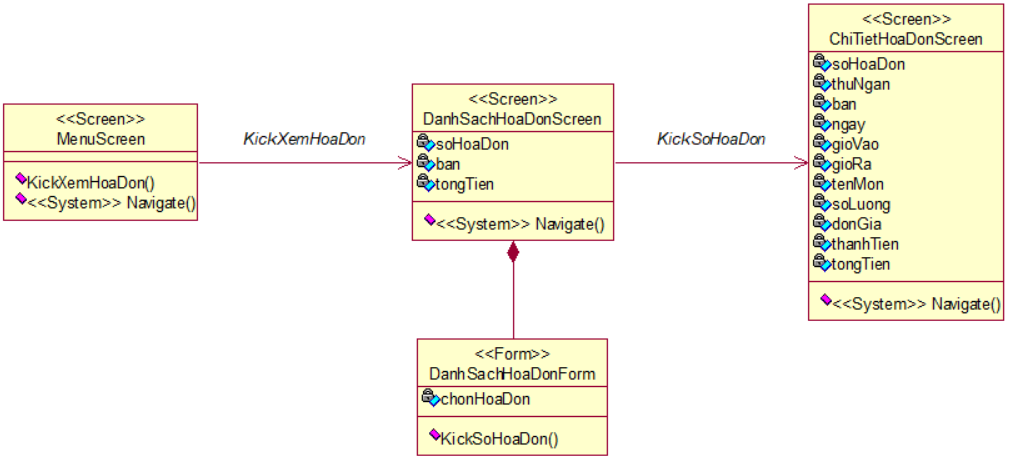 <<Screen>>
MenuScreen
KickXemHoaDon()
<<System>> Navigate()
KickXemHoaDon
<<Screen>>
DanhSachHoaDonScreen
soHoaDon
ban
tongTien
<<System>> Navigate()
KickSoHoaDon
<<Screen>>
ChiTietHoaDonScreen
soHoaDon
thuNgan
ban
ngay
gioVao
gioRa
tenMon
soLuong
donGia
thanhTien
tongTien
<<System>> Navigate()
<<Form>>
DanhSachHoaDonForm
chonHoaDon
KickSoHoaDon()